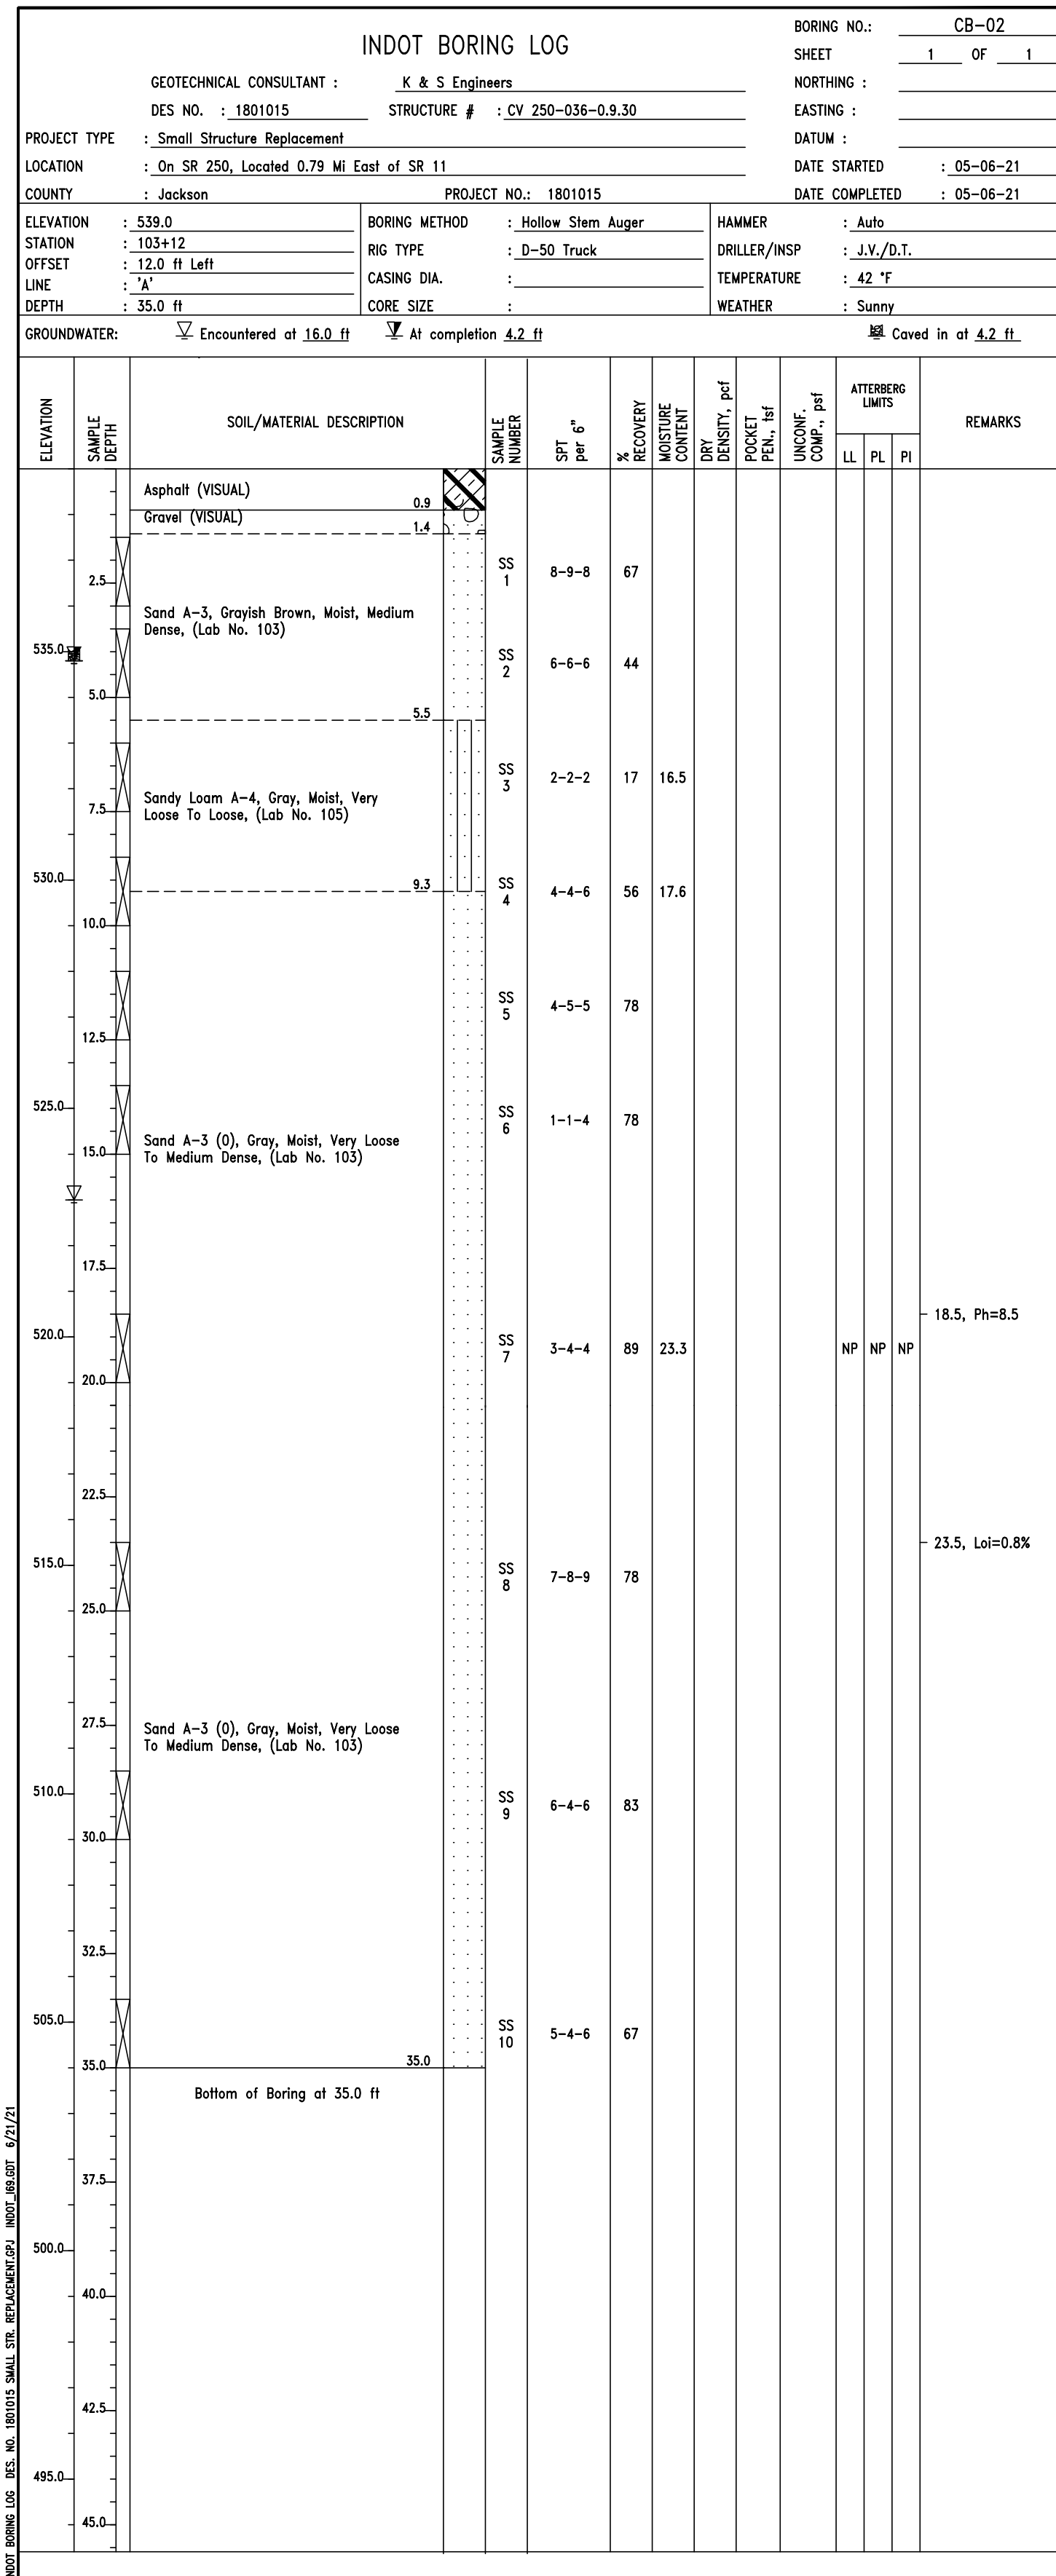 INDOT BORING LOG
BORING NO.: CB-02
SHEET 1 OF 1
GEOTECHNICAL CONSULTANT : K & S Engineers
NORTHING :
DES NO. : 1801015 STRUCTURE # : CV 250-036-0.9.30
EASTING :
PROJECT TYPE : Small Structure Replacement
DATUM :
LOCATION : On SR 250, Located 0.79 Mi East of SR 11
DATE STARTED : 05-06-21
COUNTY : Jackson PROJECT NO.: 1801015
DATE COMPLETED : 05-06-21
ELEVATION : 539.0
STATION : 103+12
OFFSET : 12.0 ft Left
LINE : 'A'
DEPTH : 35.0 ft
BORING METHOD : Hollow Stem Auger
RIG TYPE : D-50 Truck
CASING DIA. :
CORE SIZE :
HAMMER : Auto
DRILLER/INSP : J.V./D.T.
TEMPERATURE : 42 °F
WEATHER : Sunny
GROUNDWATER: Encountered at 16.0 ft At completion 4.2 ft Caved in at 4.2 ft
ELEVATION
SAMPLE
DEPTH
SOIL/MATERIAL DESCRIPTION
SAMPLE
NUMBER
SPT
per 6"
%
RECOVERY
MOISTURE
CONTENT
DRY
DENSITY, pcf
POCKET
PEN., tsf
UNCONF.
COMP., psf
ATTERBERG
LIMITS
LL PL PI
REMARKS
Asphalt (VISUAL)
0.9
Gravel (VISUAL)
1.4
SS
1
8-9-8 67
2.5
Sand A-3, Grayish Brown, Moist, Medium
Dense, (Lab No. 103)
535.0
SS
2
6-6-6 44
5.0
5.5
SS
3
2-2-2 17 16.5
Sandy Loam A-4, Gray, Moist, Very
Loose To Loose, (Lab No. 105)
7.5
530.0
9.3
SS
4
4-4-6 56 17.6
10.0
SS
5
4-5-5 78
12.5
525.0
SS
6
1-1-4 78
Sand A-3 (0), Gray, Moist, Very Loose
To Medium Dense, (Lab No. 103)
15.0
17.5
18.5, Ph=8.5
520.0
SS
7
3-4-4 89 23.3 NP NP NP
20.0
22.5
23.5, Loi=0.8%
515.0
SS
8
7-8-9 78
25.0
27.5
Sand A-3 (0), Gray, Moist, Very Loose
To Medium Dense, (Lab No. 103)
510.0
SS
9
6-4-6 83
30.0
32.5
505.0
SS
10
5-4-6 67
35.0
35.0
Bottom of Boring at 35.0 ft
37.5
500.0
40.0
42.5
495.0
45.0
NDOT BORING LOG DES. NO. 1801015 SMALL STR. REPLACEMENT.GPJ INDOT_I69.GDT 6/21/21